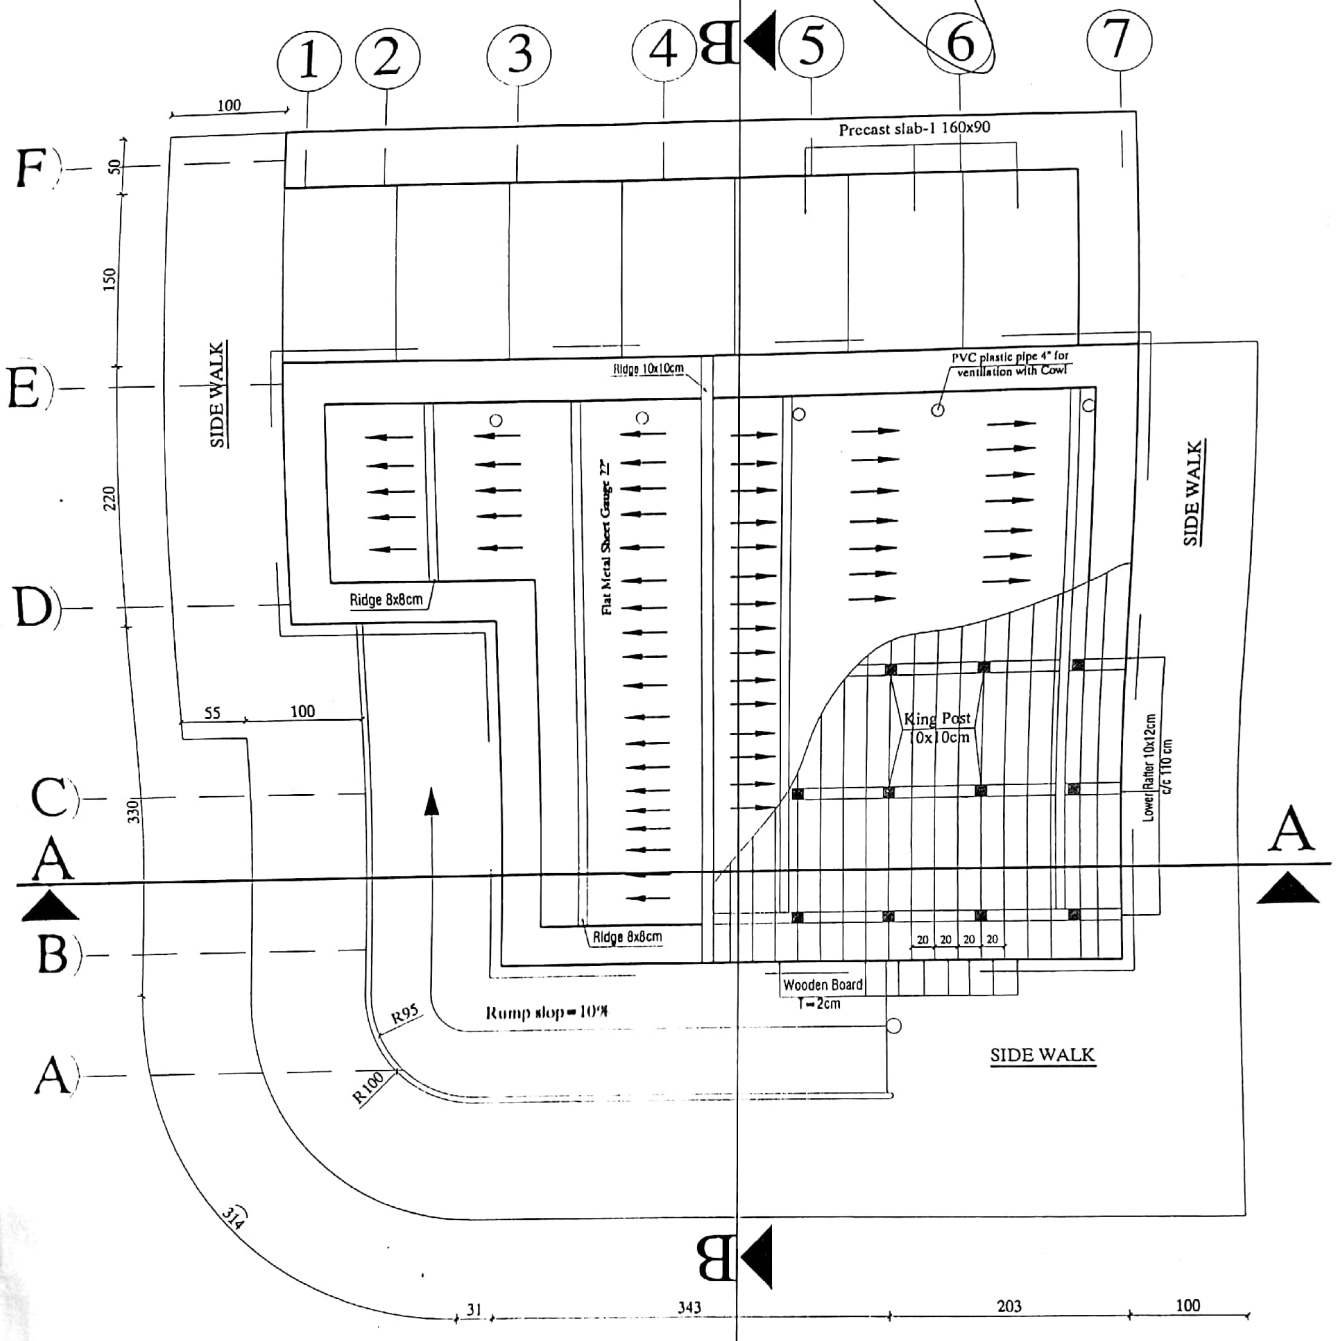 B
1 2 3 4 5 6 7
100
Precast slab-1 160x90
F
50
150
SIDE WALK
E
Ridge 10x10cm
PVC plastic pipe 4" for
ventilation with Cowl
220
Flat Metal Sheet Gauge 22"
SIDE WALK
D
Ridge 8x8cm
55
100
King Post
10x10cm
Lower Rafter 10x12cm
c/c 110 cm
C
330
A
A
B
Ridge 8x8cm
20 20 20 20
Wooden Board
T=2cm
Rump slop=10%
R95
SIDE WALK
A
R100
314
B
31
343
203
100